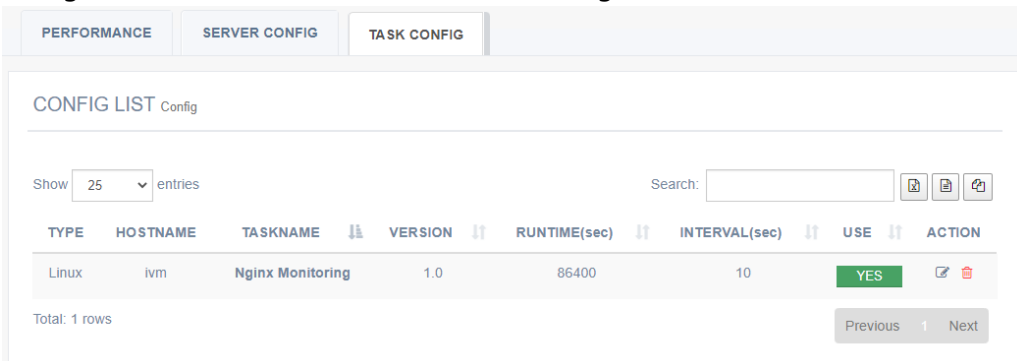 PERFORMANCE SERVER CONFIG TASK CONFIG
CONFIG LIST Config
Show 25 entries Search:
TYPE HOSTNAME TASKNAME VERSION RUNTIME(sec) INTERVAL(sec) USE ACTION
Linux ivm Nginx Monitoring 1.0 86400 10 YES
Total: 1 rows
Previous 1 Next